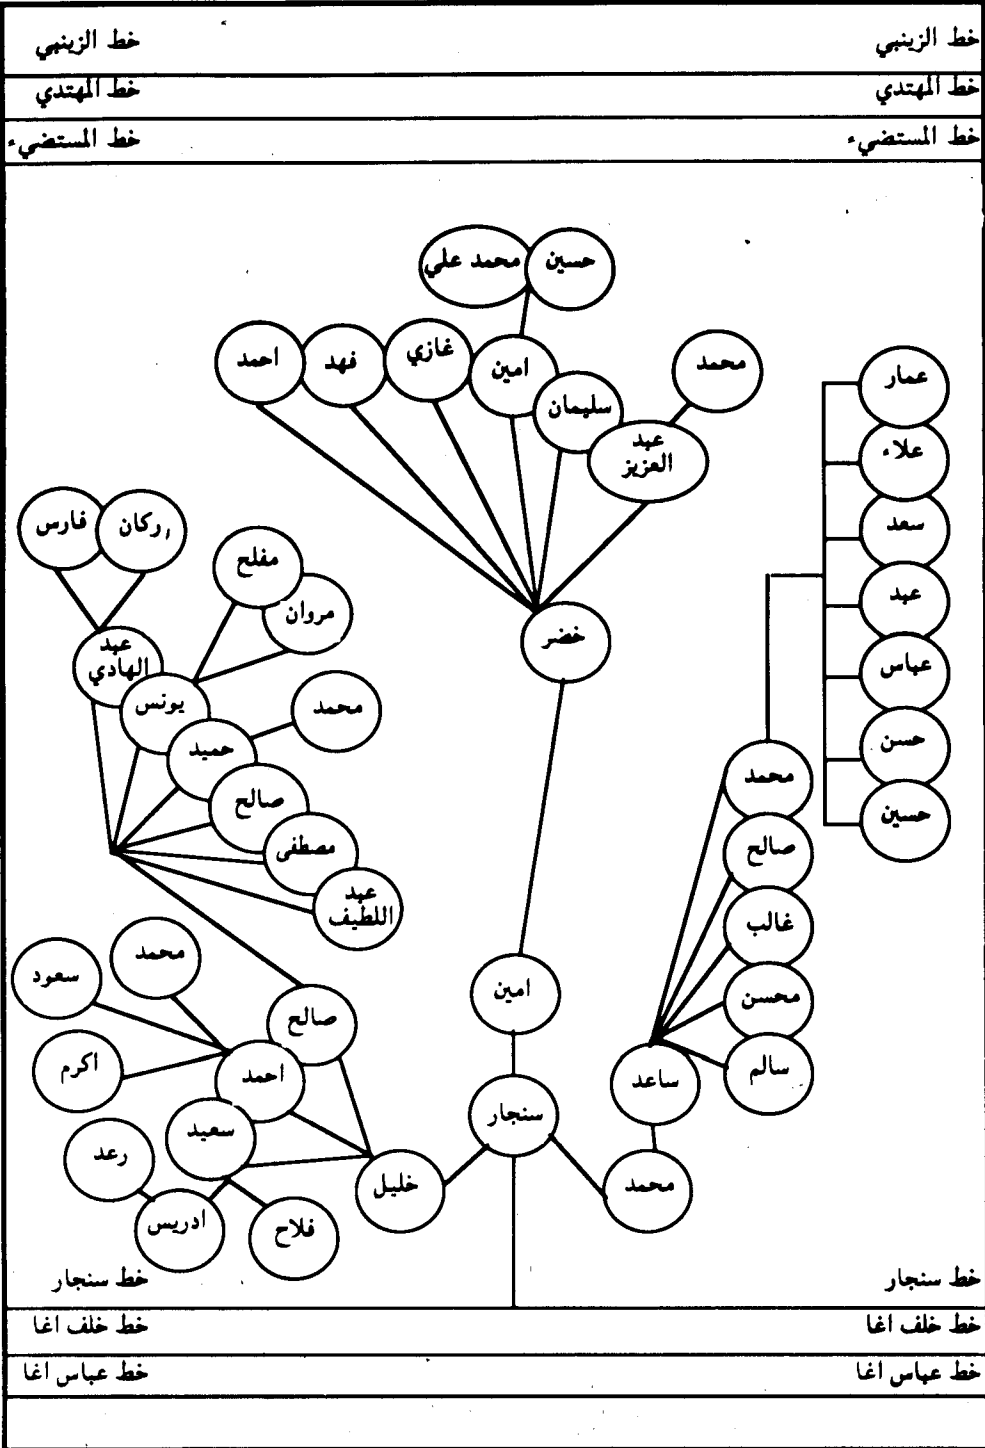 خط الزينبي
خط الزينبي
خط المهتدي
خط المهتدي
خط المستضيء
خط المستضيء
حسين
محمد علي
محمد
عبد
العزيز
سليمان
امين
غازي
فهد
احمد
خضر
عمار
علاء
سعد
عبد
عباس
حسن
حسين
محمد
صالح
غالب
محسن
سالم
ساعد
محمد
امين
سنجار
خليل
ركان
فارس
عبد
الهادي
مفلح
مروان
يونس
محمد
حميد
صالح
مصطفى
عبد
اللطيف
صالح
محمد
سعود
اكرم
احمد
سعيد
رعد
ادريس
فلاح
خط سنجار
خط سنجار
خط خلف اغا
خط خلف اغا
خط عباس اغا
خط عباس اغا